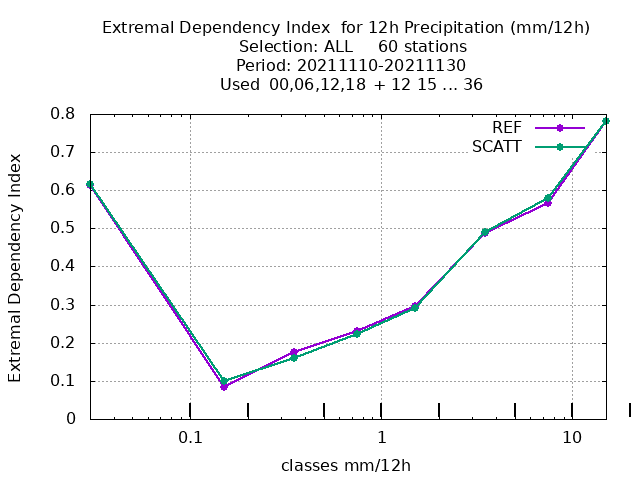 Extremal Dependency Index  for 12h Precipitation (mm/12h)
Selection: ALL     60 stations
Period: 20211110-20211130
Used  00,06,12,18  + 12 15 ... 36
REF
SCATT
Extremal Dependency Index
0.8
0.7
0.6
0.5
0.4
0.3
0.2
0.1
0
0.1
1
10
classes mm/12h